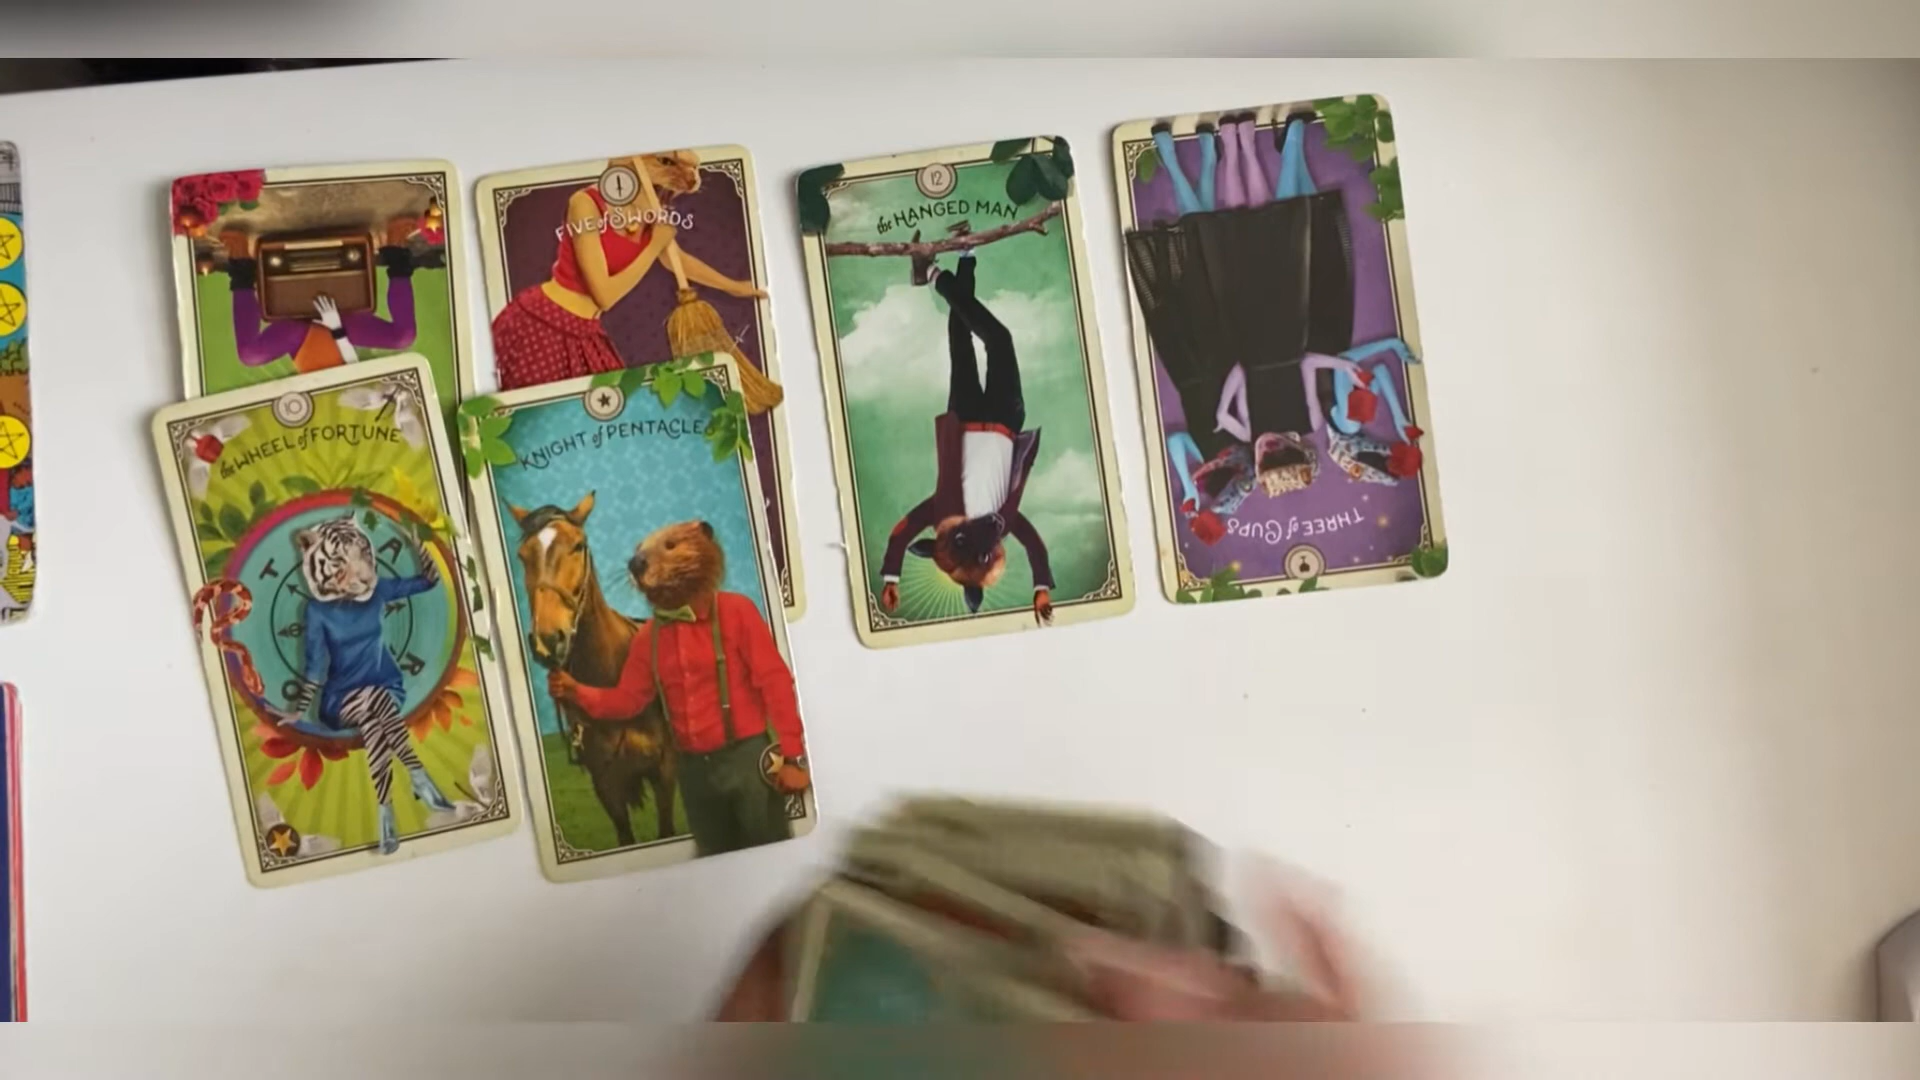 FIVE of SWORDS
12
the HANGED MAN
THREE of CUPS
10
the WHEEL of FORTUNE
T A R O
KNIGHT of PENTACLES